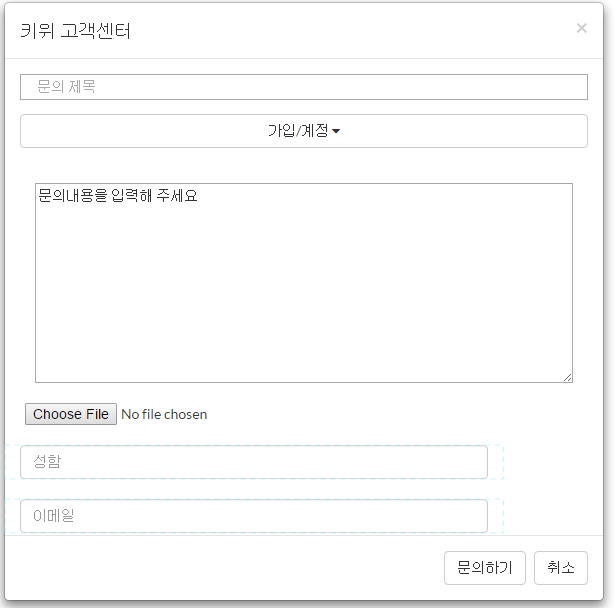 키위 고객센터 ×
문의 제목
가입/계정
문의내용을 입력해 주세요
Choose File No file chosen
성함
이메일
문의하기 취소